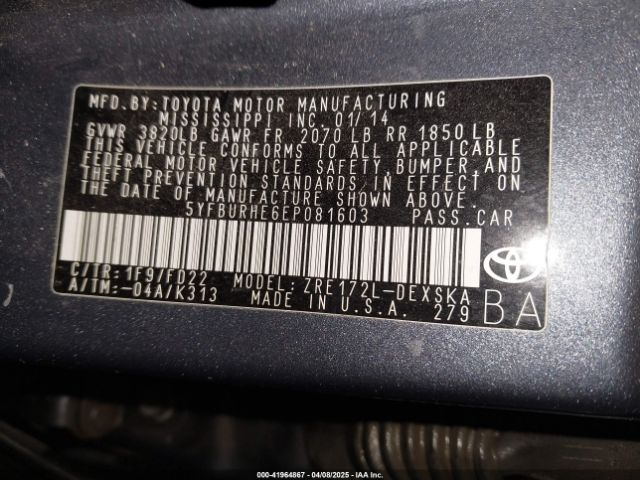 MFD.BY: TOYOTA MOTOR MANUFACTURING
MISSISSIPPI INC. 01/14
GVWR 3820LB GAWR FR 2070 LB RR 1850 LB
THIS VEHICLE CONFORMS TO ALL APPLICABLE
FEDERAL MOTOR VEHICLE SAFETY,BUMPER,AND
THEFT PREVENTION STANDARDS IN EFFECT ON
THE DATE OF MANUFACTURE SHOWN ABOVE.
5YFBURHE6EP081603 PASS.CAR
C/TR: 1F9/FD22 MODEL: ZRE172L-DEXSKA
A/TM: -04A/K313 MADE IN U.S.A. 279
BA
00-41964867 - 04/08/2025 - IAA Inc.